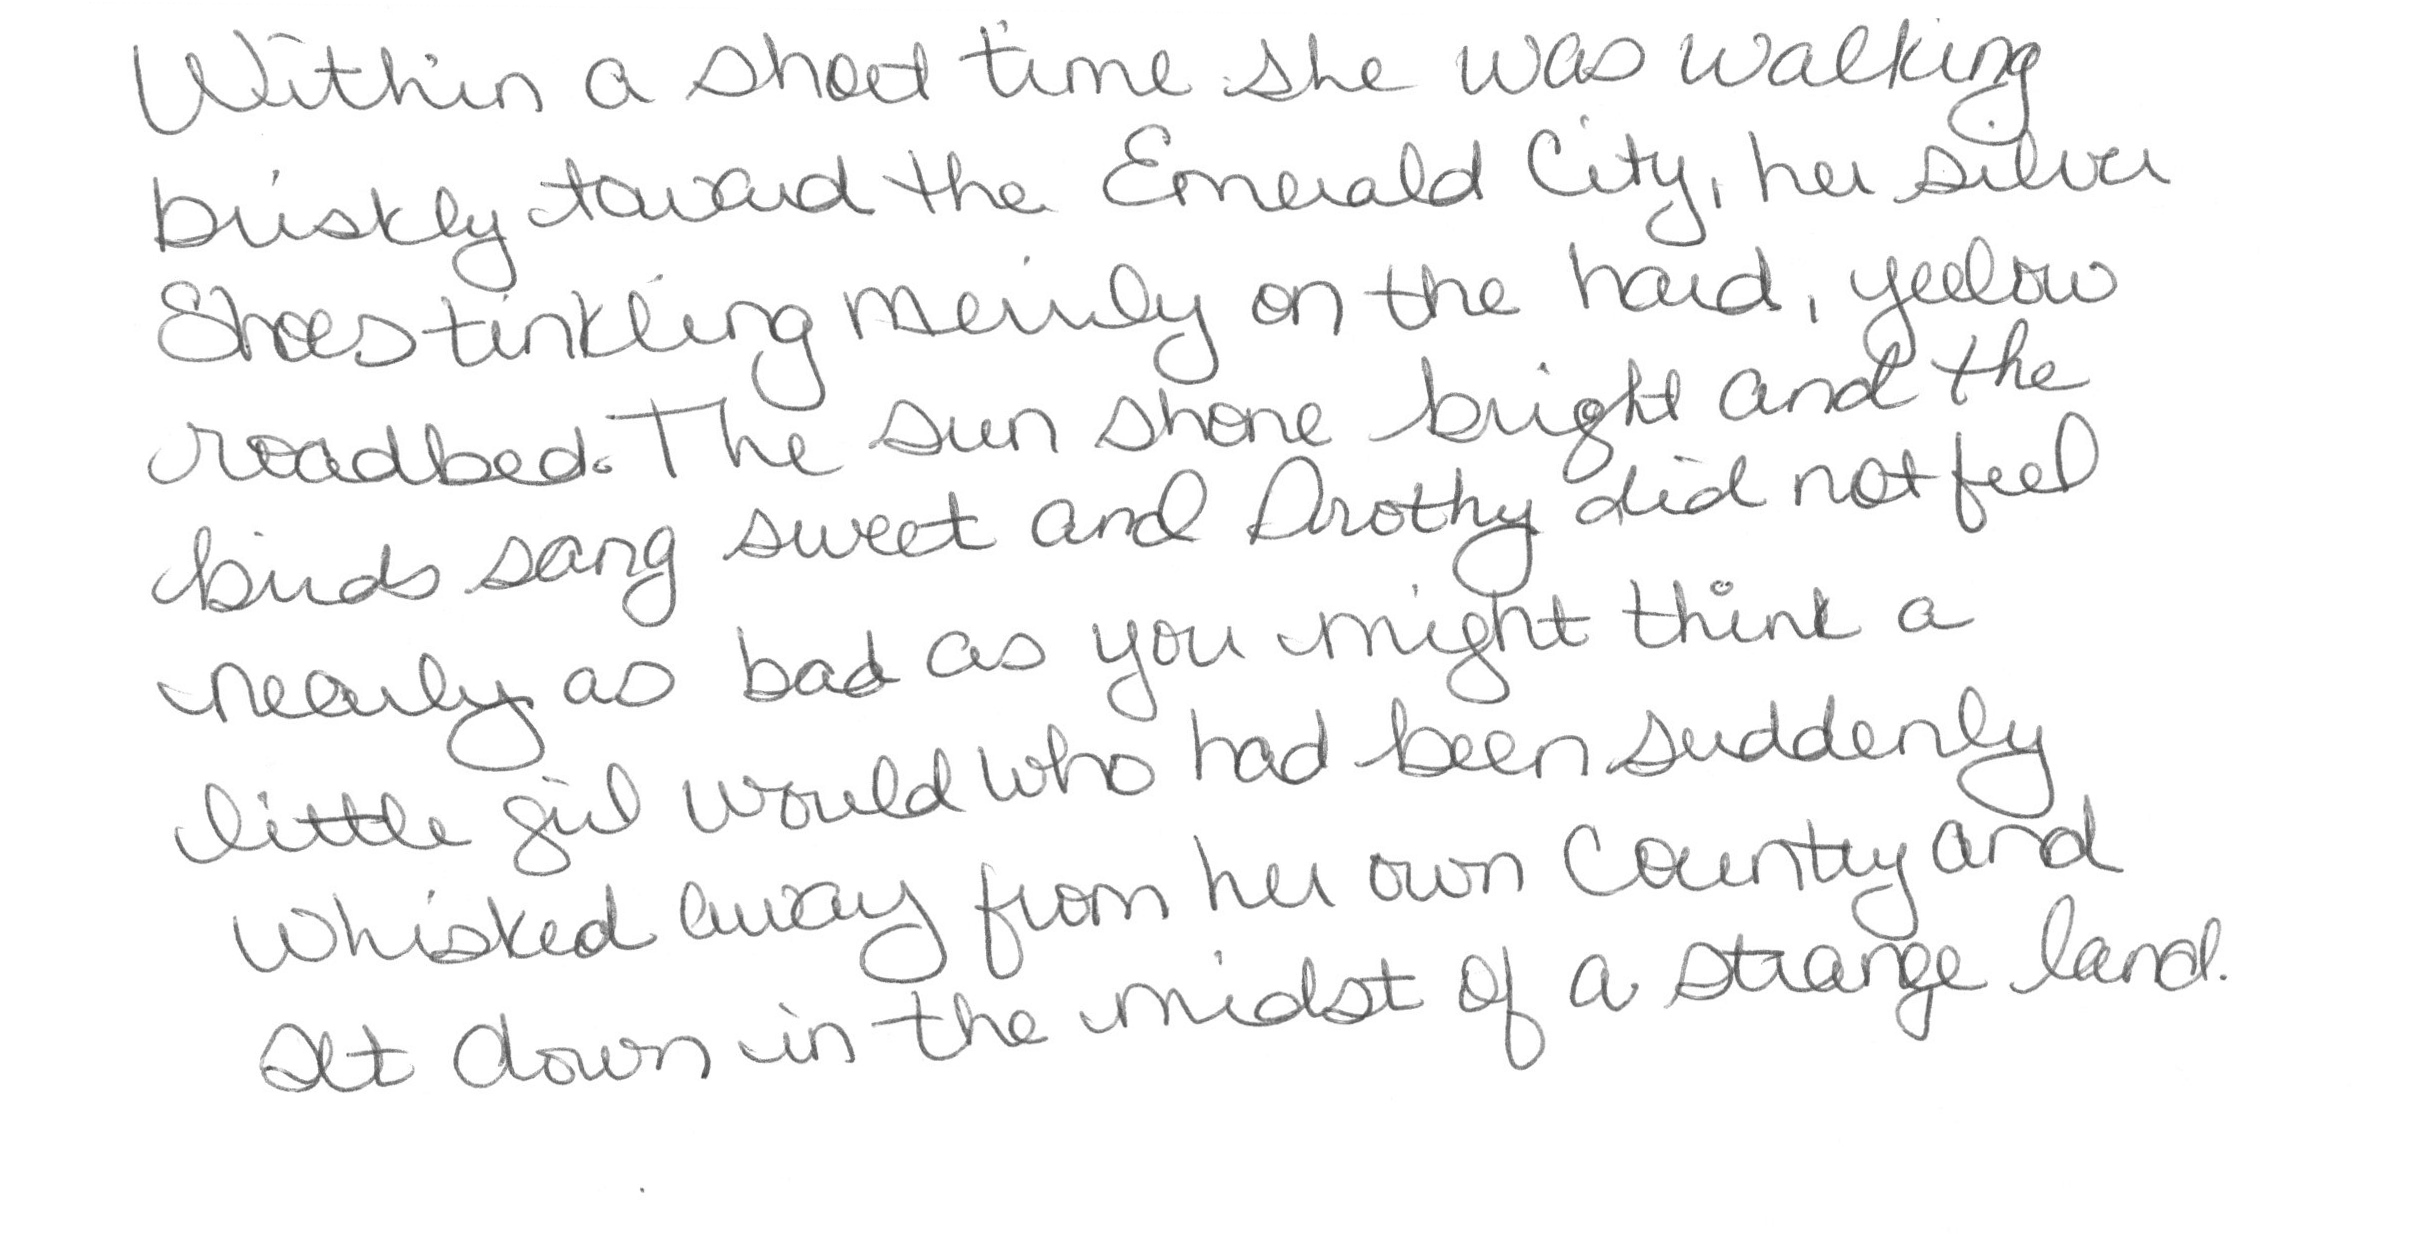 Within a short time she was walking
briskly toward the Emerald City, her silver
Shoes tinkling merrily on the hard, yellow
roadbed. The sun shone bright and the
birds sang sweet and Drothy did not feel
nearly as bad as you might think a
little girl would who had been suddenly
whisked away from her own Country and
set down in the midst of a strange land.